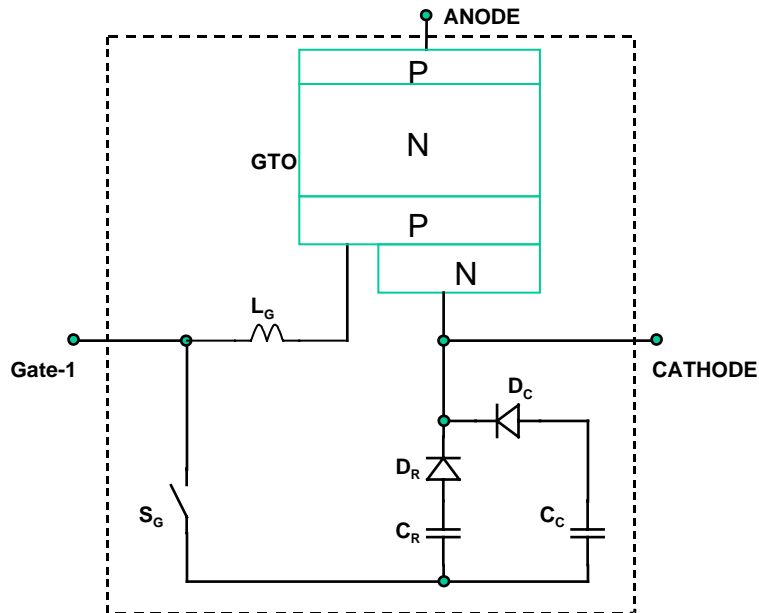 ANODE
P
N
GTO
P
N
L_G
Gate-1
CATHODE
D_C
D_R
S_G
C_R
C_C